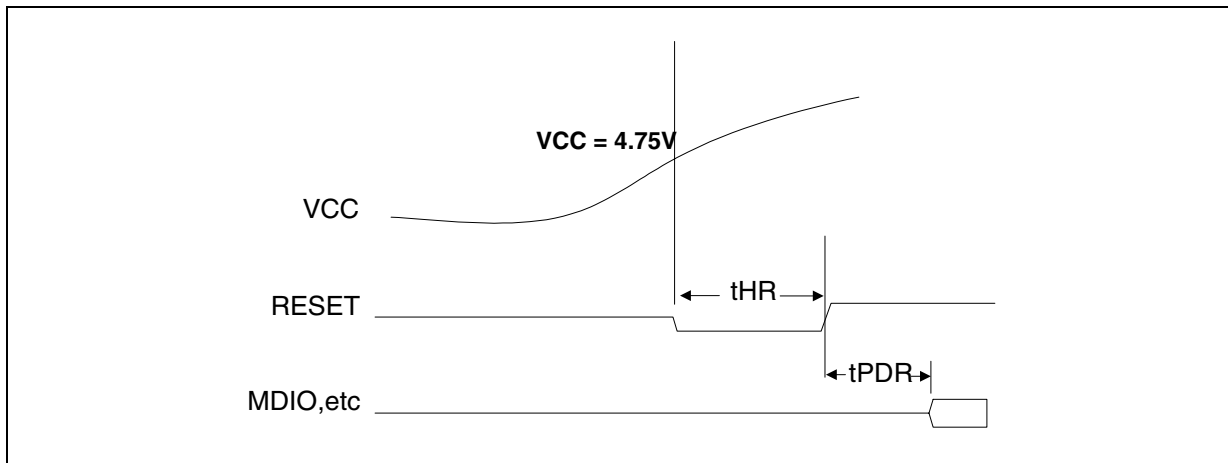 VCC = 4.75V
VCC
tHR
RESET
tPDR
MDIO,etc